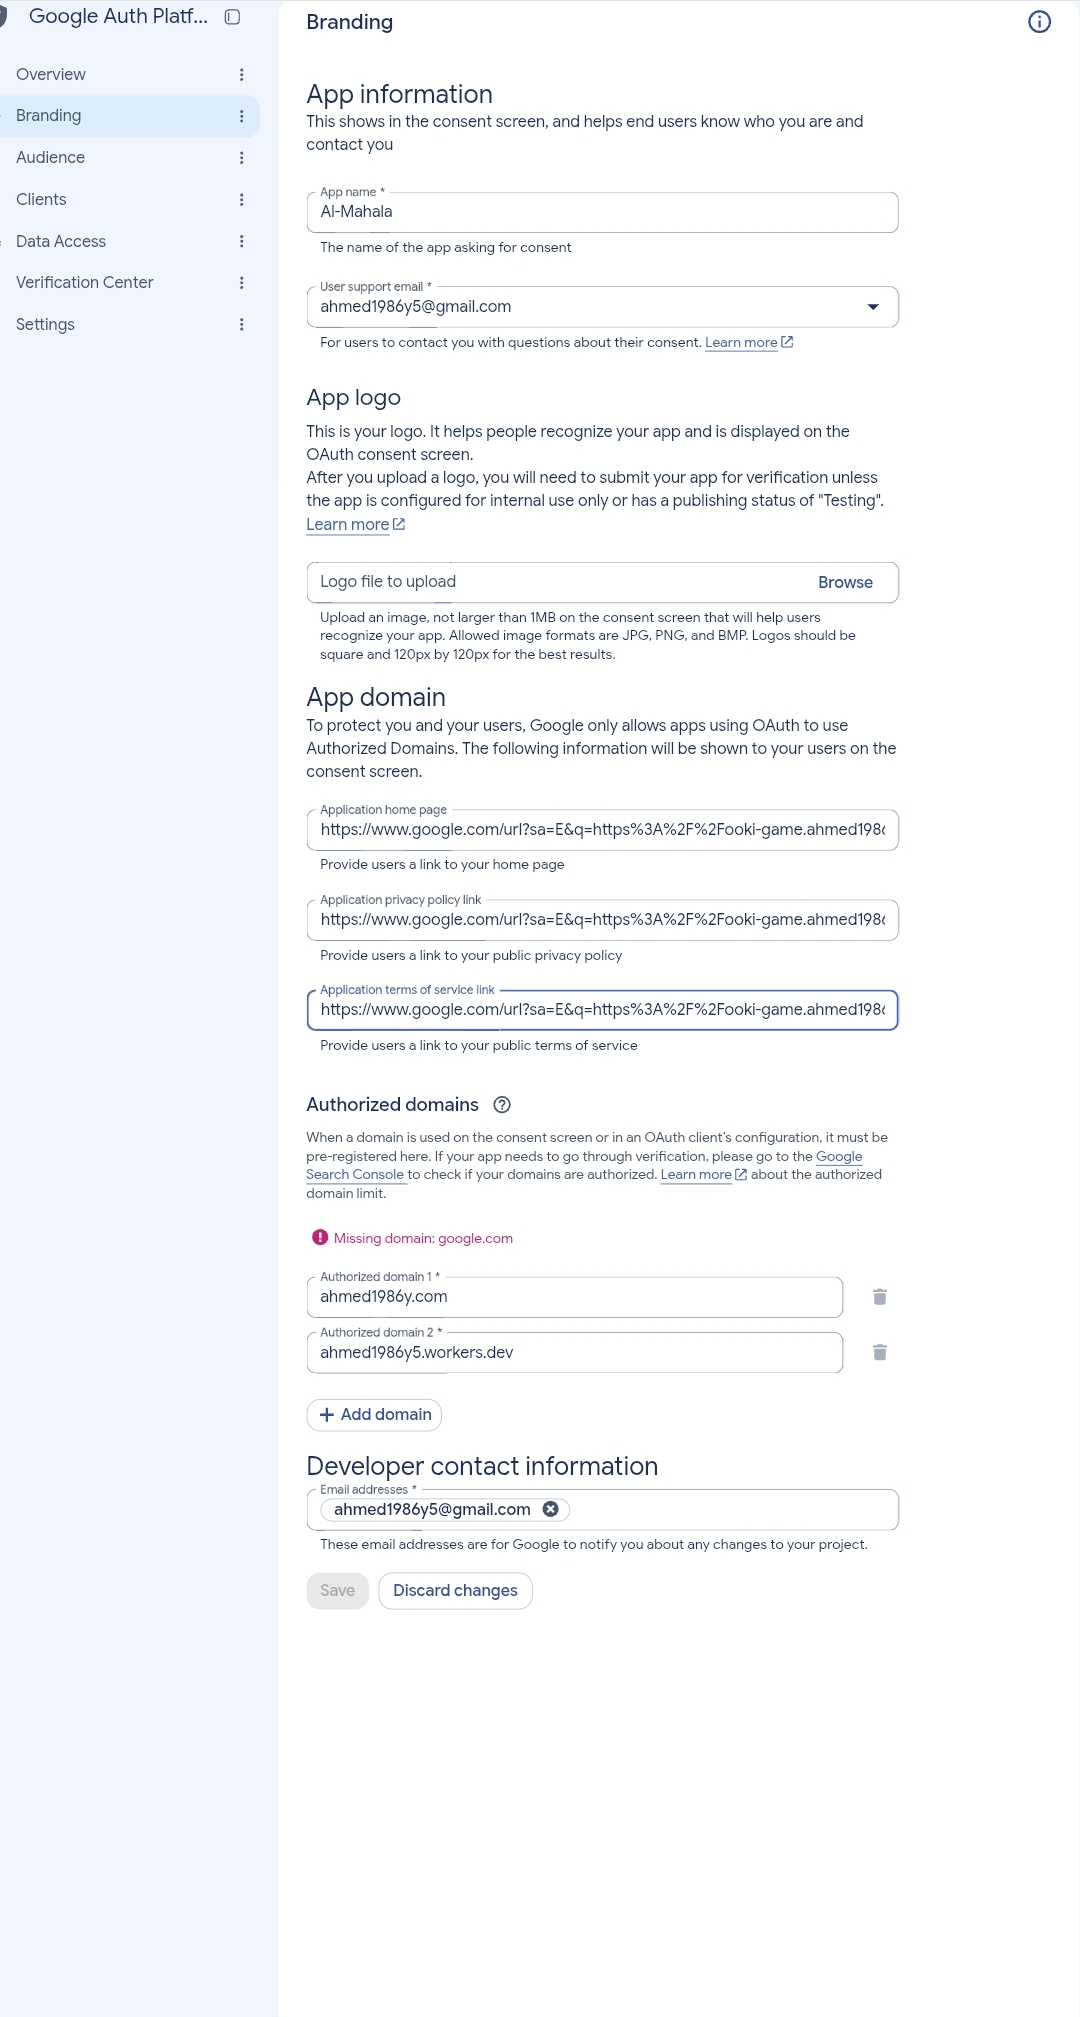 Google Auth Platf...
Overview
Branding
Audience
Clients
Data Access
Verification Center
Settings
Branding
App information
This shows in the consent screen, and helps end users know who you are and
contact you
App name *
Al-Mahala
The name of the app asking for consent
User support email *
ahmed1986y5@gmail.com
For users to contact you with questions about their consent. Learn more
App logo
This is your logo. It helps people recognize your app and is displayed on the
OAuth consent screen.
After you upload a logo, you will need to submit your app for verification unless
the app is configured for internal use only or has a publishing status of "Testing".
Learn more
Logo file to upload
Browse
Upload an image, not larger than 1MB on the consent screen that will help users
recognize your app. Allowed image formats are JPG, PNG, and BMP. Logos should be
square and 120px by 120px for the best results.
App domain
To protect you and your users, Google only allows apps using OAuth to use
Authorized Domains. The following information will be shown to your users on the
consent screen.
Application home page
https://www.google.com/url?sa=E&q=https%3A%2F%2Fooki-game.ahmed1986
Provide users a link to your home page
Application privacy policy link
https://www.google.com/url?sa=E&q=https%3A%2F%2Fooki-game.ahmed1986
Provide users a link to your public privacy policy
Application terms of service link
https://www.google.com/url?sa=E&q=https%3A%2F%2Fooki-game.ahmed1986
Provide users a link to your public terms of service
Authorized domains
When a domain is used on the consent screen or in an OAuth client's configuration, it must be
pre-registered here. If your app needs to go through verification, please go to the Google
Search Console to check if your domains are authorized. Learn more about the authorized
domain limit.
Missing domain: google.com
Authorized domain 1 *
ahmed1986y.com
Authorized domain 2 *
ahmed1986y5.workers.dev
+ Add domain
Developer contact information
Email addresses *
ahmed1986y5@gmail.com
These email addresses are for Google to notify you about any changes to your project.
Save
Discard changes